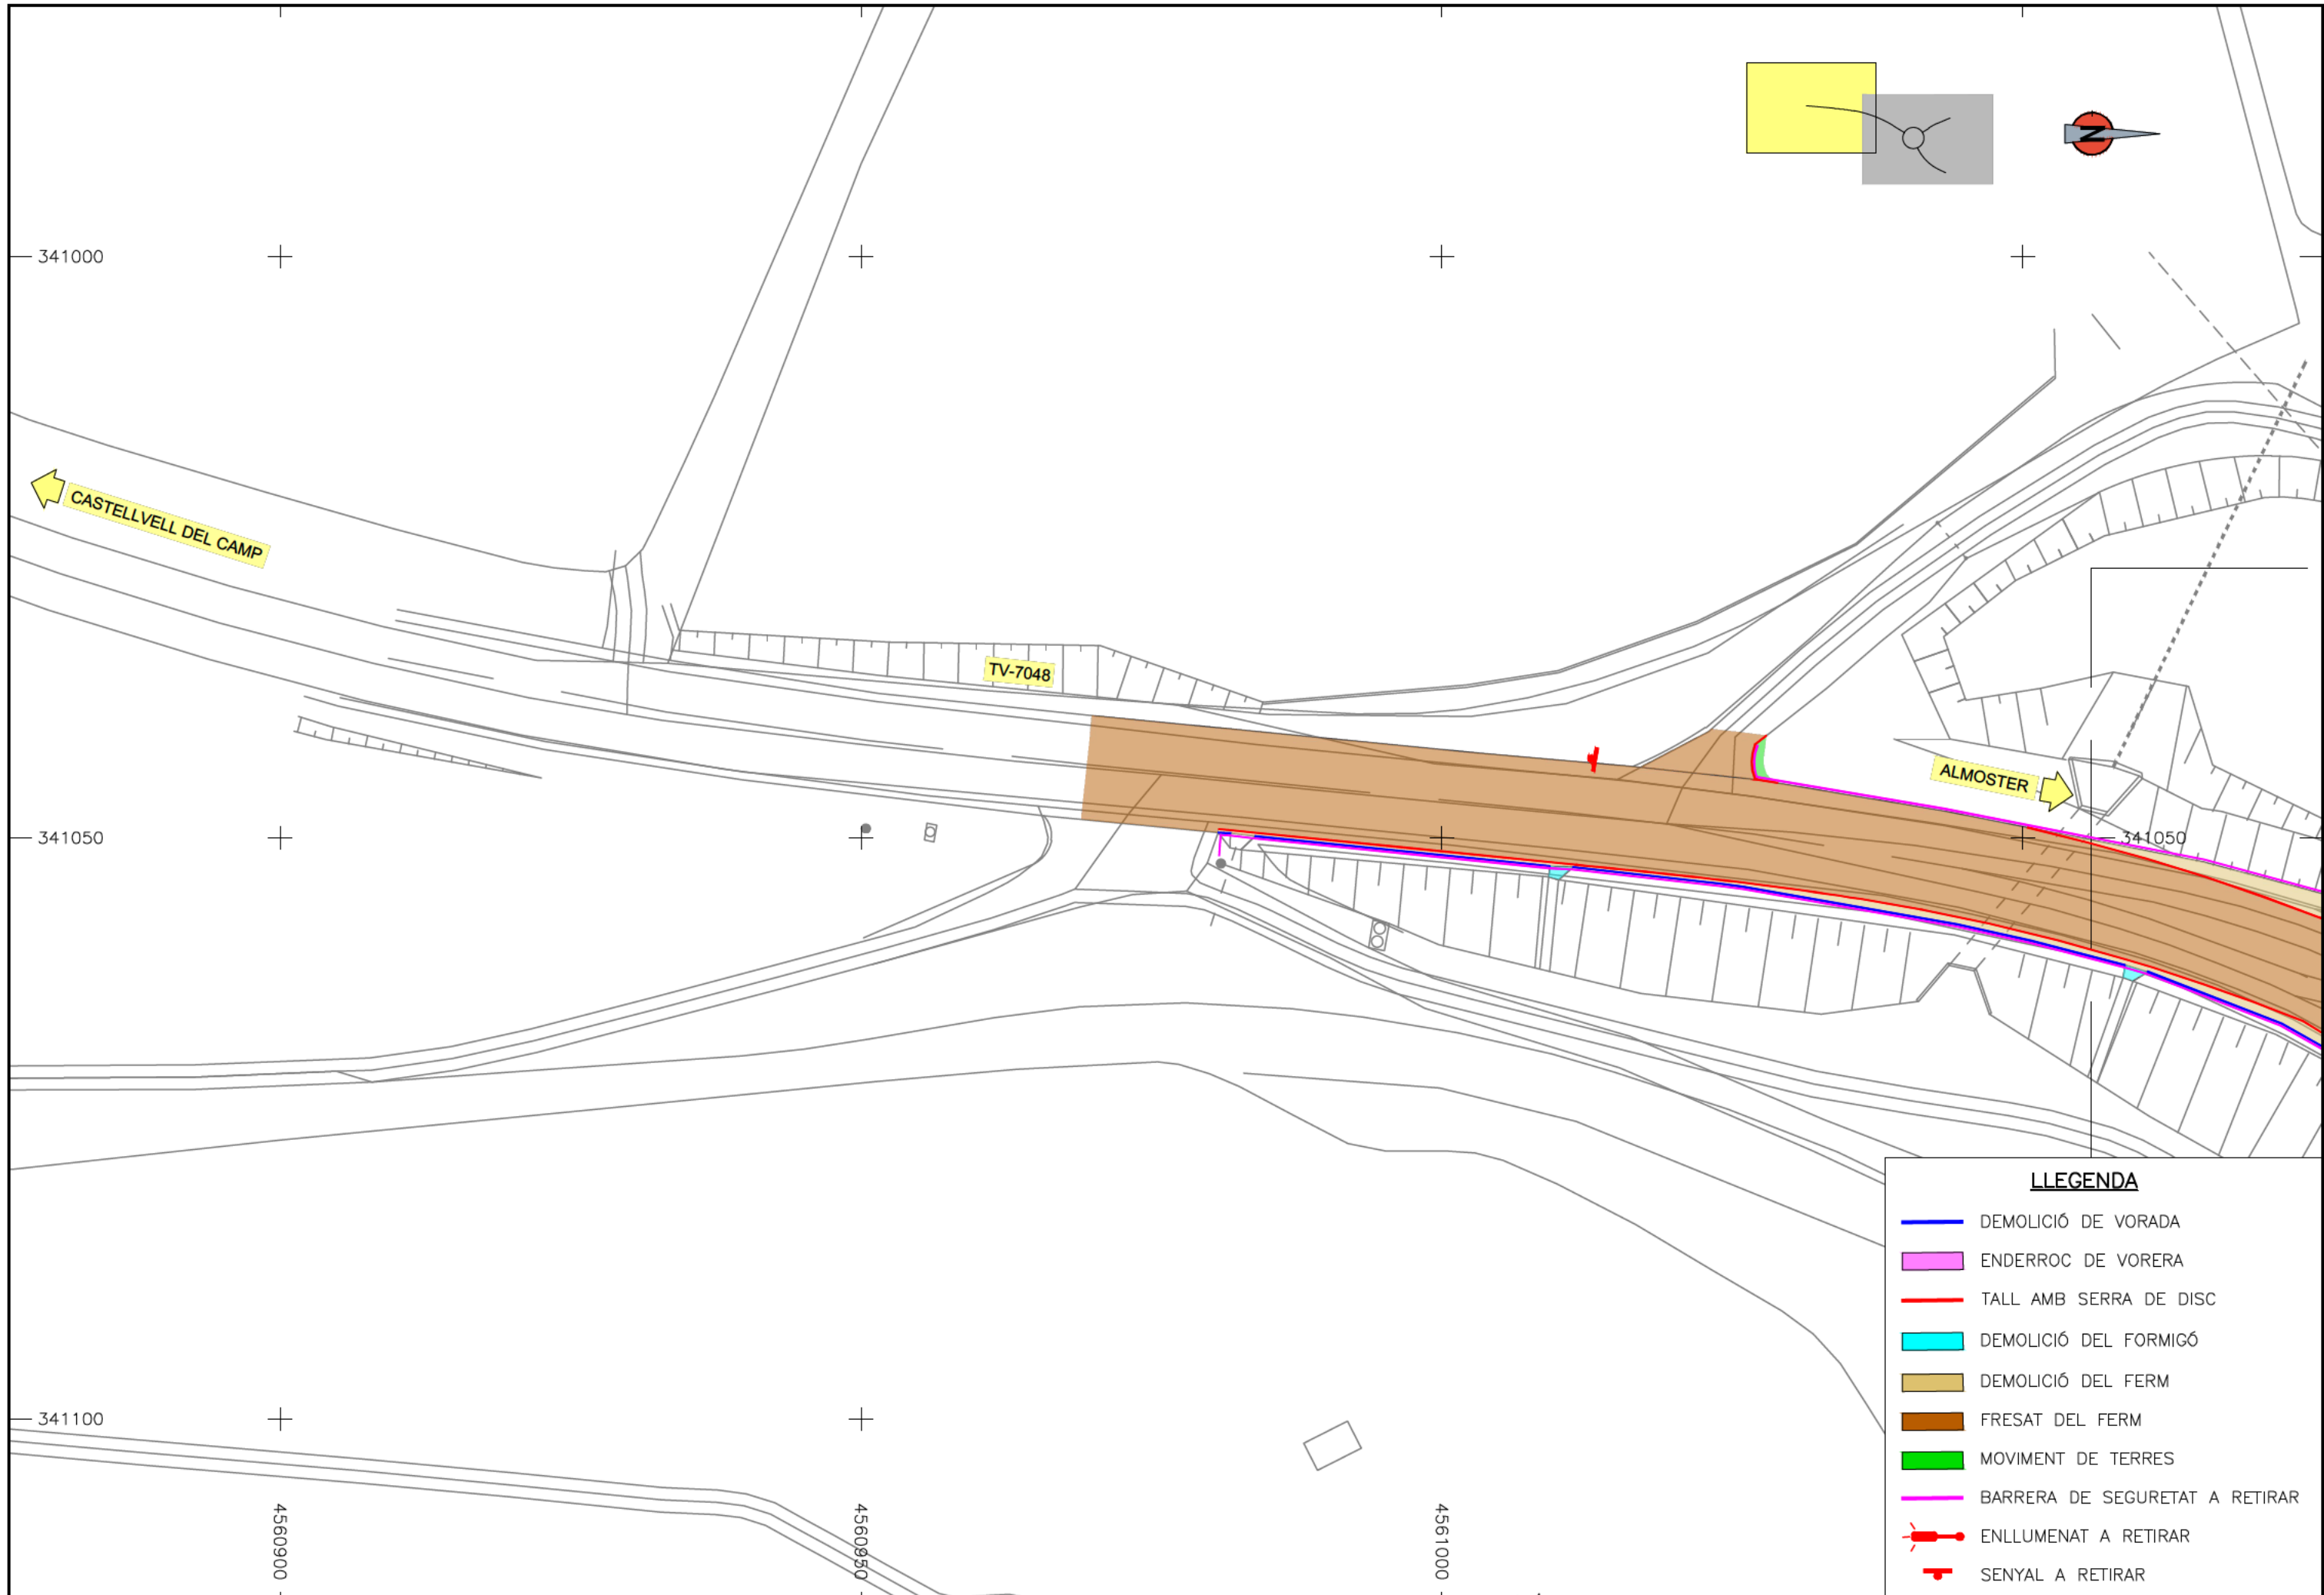 N
341000
CASTELLVELL DEL CAMP
TV-7048
ALMOSTER
341050
341050
341100
4560900
4560950
4561000
LLEGENDA
DEMOLICIÓ DE VORADA
ENDERROC DE VORERA
TALL AMB SERRA DE DISC
DEMOLICIÓ DEL FORMIGÓ
DEMOLICIÓ DEL FERM
FRESAT DEL FERM
MOVIMENT DE TERRES
BARRERA DE SEGURETAT A RETIRAR
ENLLUMENAT A RETIRAR
SENYAL A RETIRAR